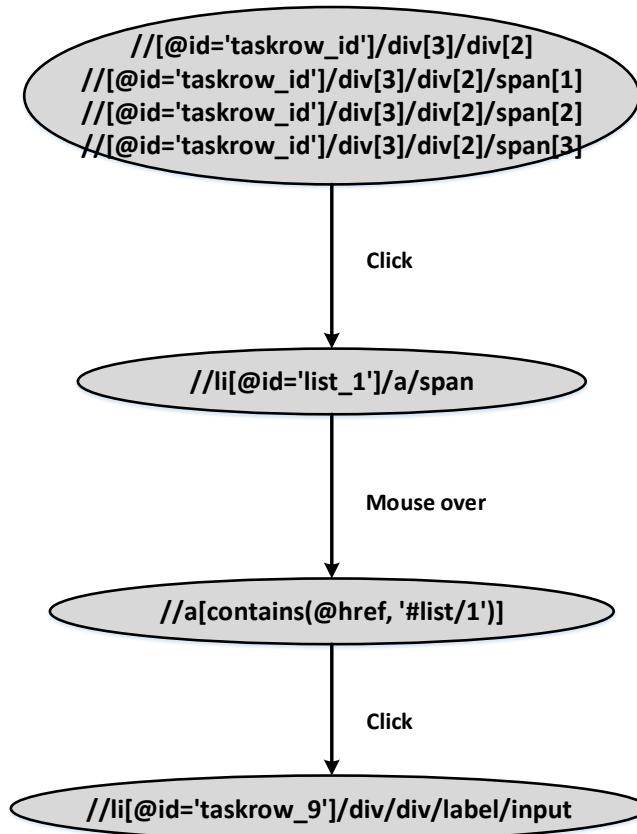 //[@id='taskrow_id']/div[3]/div[2]
//[@id='taskrow_id']/div[3]/div[2]/span[1]
//[@id='taskrow_id']/div[3]/div[2]/span[2]
//[@id='taskrow_id']/div[3]/div[2]/span[3]
Click
//li[@id='list_1']/a/span
Mouse over
//a[contains(@href, '#list/1')]
Click
//li[@id='taskrow_9']/div/div/label/input